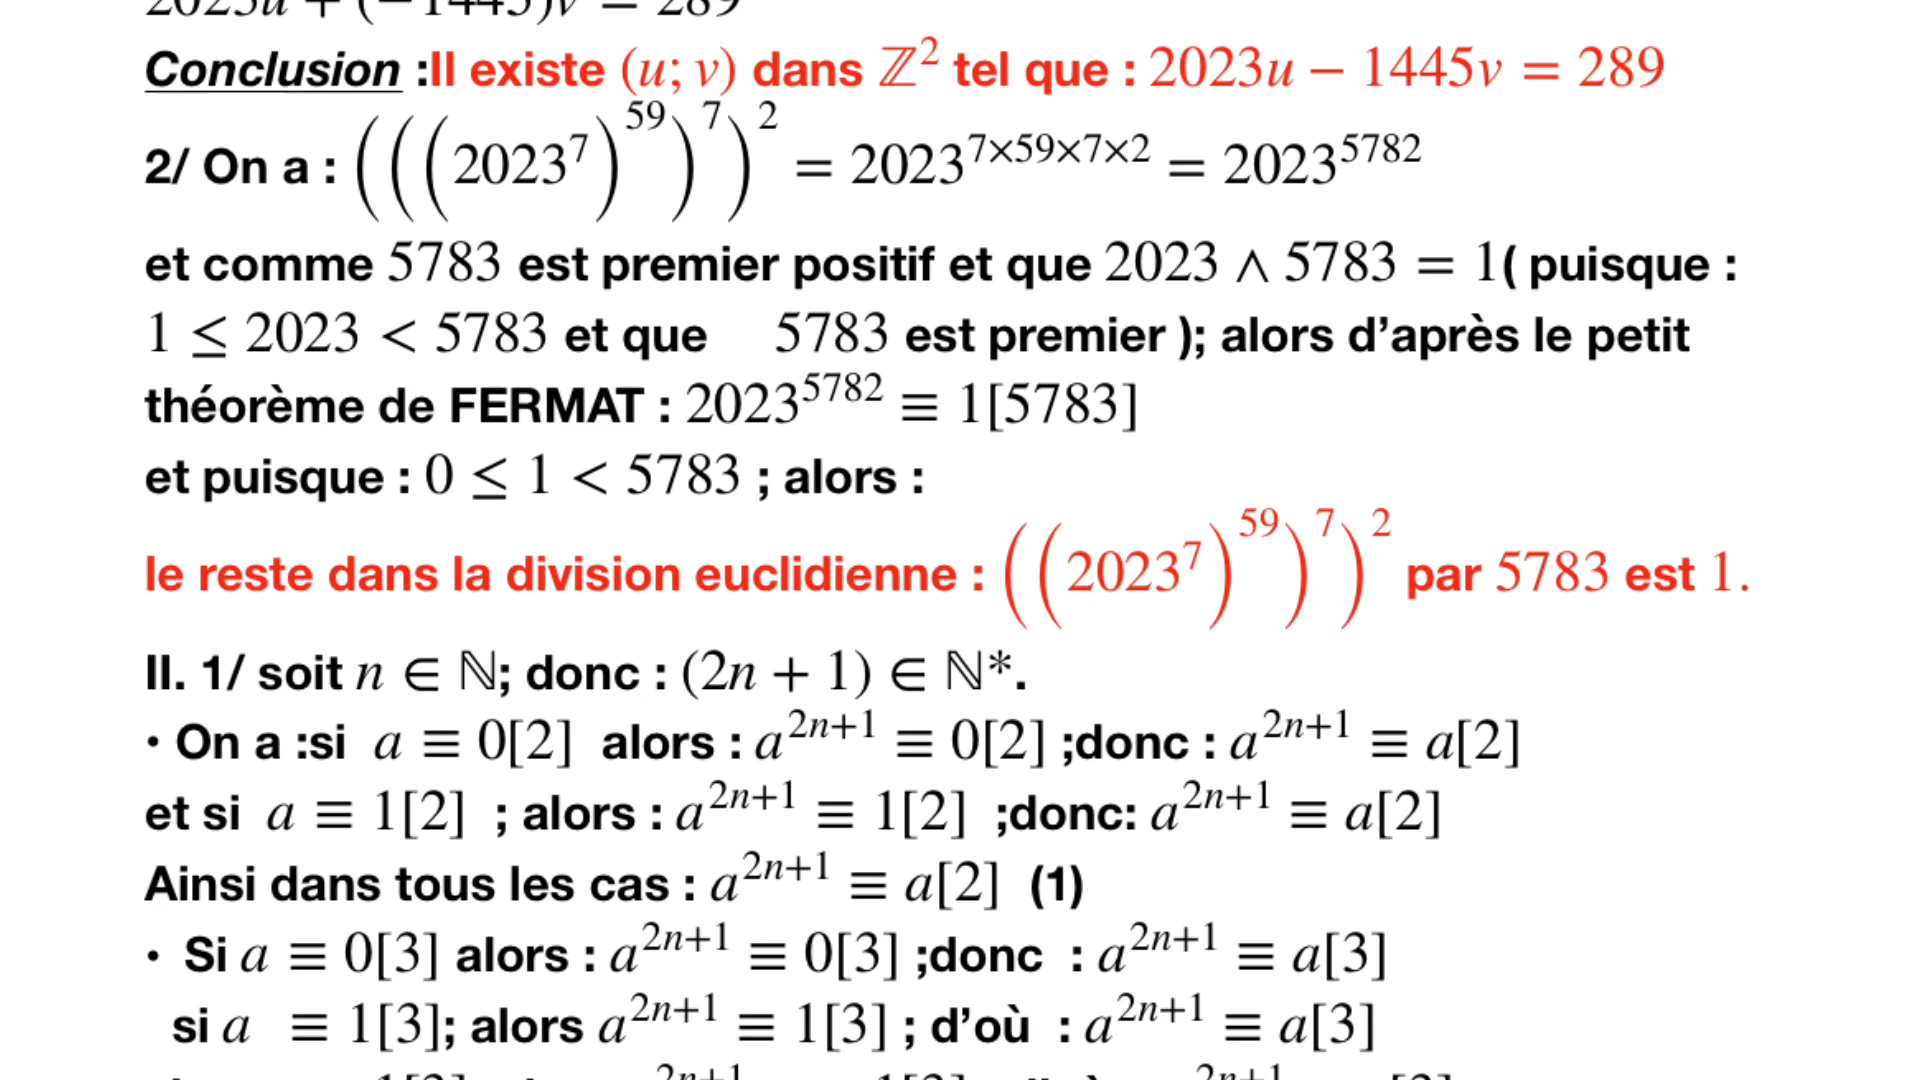 2023u + (−1445)v = 289
Conclusion :Il existe (u; v) dans ℤ² tel que : 2023u − 1445v = 289
2/ On a : (((2023⁷)⁵⁹)⁷)² = 2023^{7×59×7×2} = 2023^{5782}
et comme 5783 est premier positif et que 2023 ∧ 5783 = 1( puisque :
1 ≤ 2023 < 5783 et que 5783 est premier ); alors d’après le petit
théorème de FERMAT : 2023^{5782} ≡ 1[5783]
et puisque : 0 ≤ 1 < 5783 ; alors :
le reste dans la division euclidienne : ((2023⁷)⁵⁹)⁷)² par 5783 est 1.
II. 1/ soit n ∈ ℕ; donc : (2n + 1) ∈ ℕ*.
• On a :si a ≡ 0[2] alors : a^{2n+1} ≡ 0[2] ;donc : a^{2n+1} ≡ a[2]
et si a ≡ 1[2] ; alors : a^{2n+1} ≡ 1[2] ;donc: a^{2n+1} ≡ a[2]
Ainsi dans tous les cas : a^{2n+1} ≡ a[2] (1)
• Si a ≡ 0[3] alors : a^{2n+1} ≡ 0[3] ;donc : a^{2n+1} ≡ a[3]
si a ≡ 1[3]; alors a^{2n+1} ≡ 1[3] ; d’où : a^{2n+1} ≡ a[3]